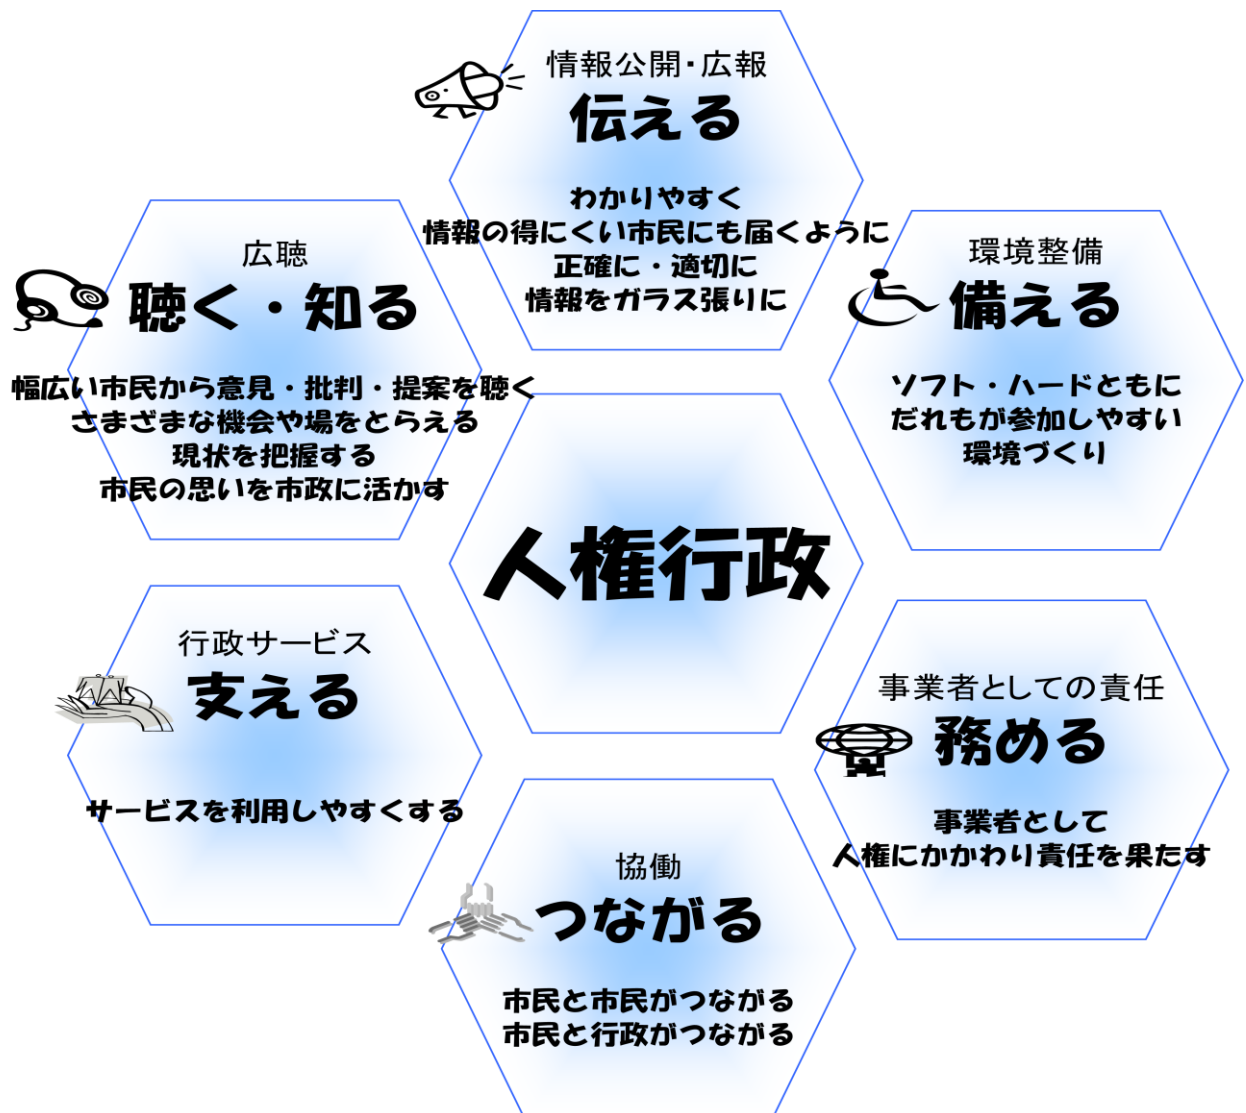 情報公開・広報
伝える
わかりやすく
情報の得にくい市民にも届くように
正確に・適切に
情報をガラス張りに
広聴
聴く・知る
幅広い市民から意見・批判・提案を聴く
さまざまな機会や場をとらえる
現状を把握する
市民の思いを市政に活かす
環境整備
備える
ソフト・ハードともに
だれもが参加しやすい
環境づくり
人権行政
行政サービス
支える
サービスを利用しやすくする
事業者としての責任
務める
事業者として
人権にかかわり責任を果たす
協働
つながる
市民と市民がつながる
市民と行政がつながる